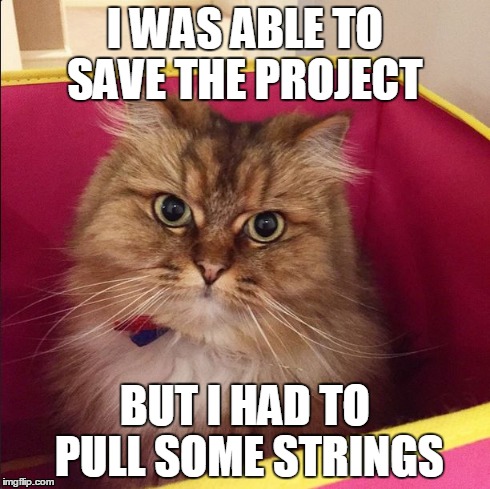 I WAS ABLE TO
SAVE THE PROJECT
BUT I HAD TO
PULL SOME STRINGS
imgflip.com